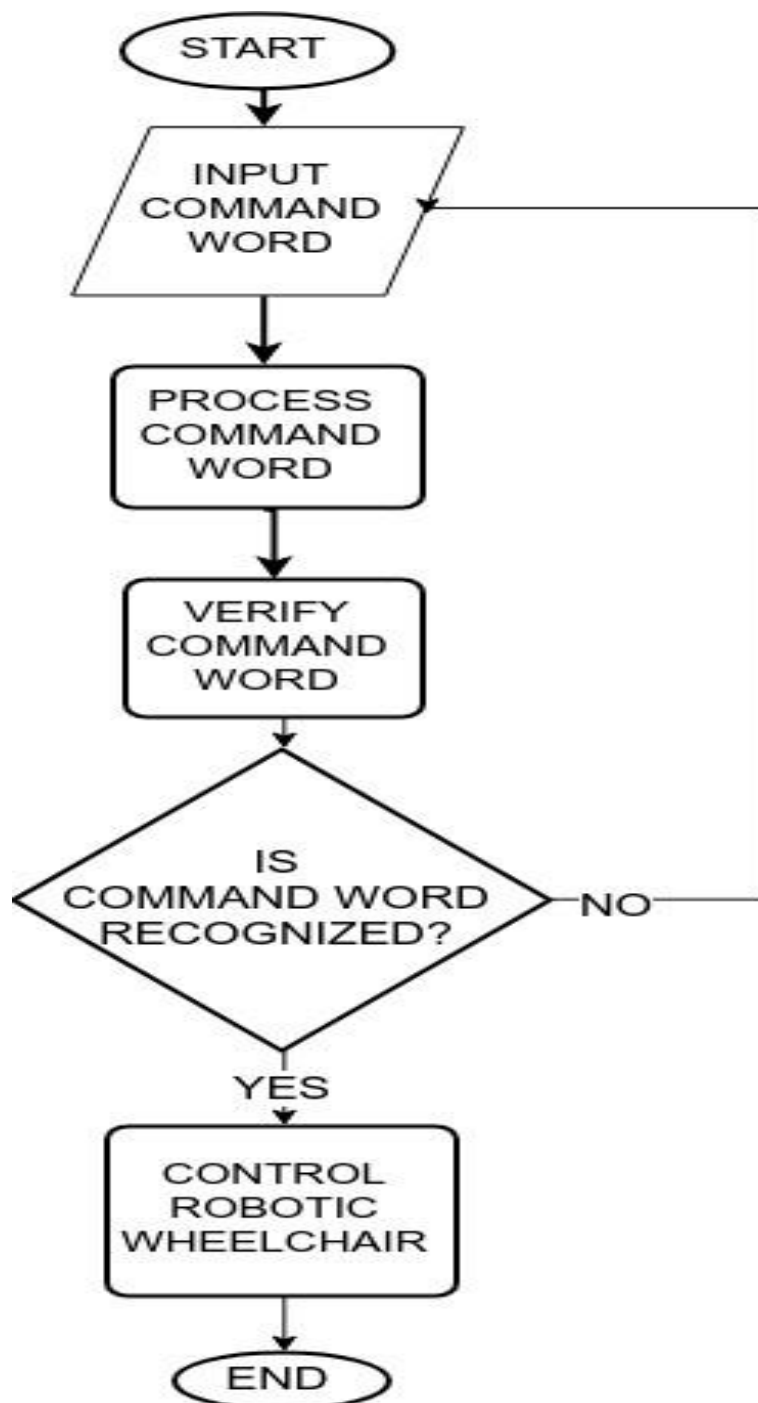 START
INPUT
COMMAND
WORD
PROCESS
COMMAND
WORD
VERIFY
COMMAND
WORD
IS
COMMAND WORD
RECOGNIZED?
NO
YES
CONTROL
ROBOTIC
WHEELCHAIR
END